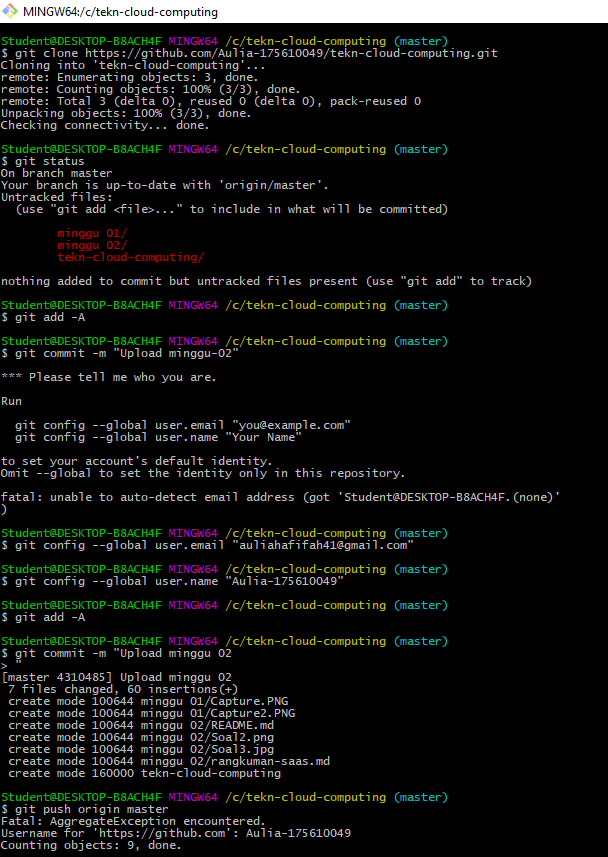 MINGW64:/c/tekn-cloud-computing
Student@DESKTOP-B8ACH4F MINGW64 /c/tekn-cloud-computing (master)
$ git clone https://github.com/Aulia-175610049/tekn-cloud-computing.git
Cloning into 'tekn-cloud-computing'...
remote: Enumerating objects: 3, done.
remote: Counting objects: 100% (3/3), done.
remote: Total 3 (delta 0), reused 0 (delta 0), pack-reused 0
Unpacking objects: 100% (3/3), done.
Checking connectivity... done.
Student@DESKTOP-B8ACH4F MINGW64 /c/tekn-cloud-computing (master)
$ git status
On branch master
Your branch is up-to-date with 'origin/master'.
Untracked files:
  (use "git add <file>..." to include in what will be committed)
        minggu 01/
        minggu 02/
        tekn-cloud-computing/
nothing added to commit but untracked files present (use "git add" to track)
Student@DESKTOP-B8ACH4F MINGW64 /c/tekn-cloud-computing (master)
$ git add -A
Student@DESKTOP-B8ACH4F MINGW64 /c/tekn-cloud-computing (master)
$ git commit -m "Upload minggu-02"
*** Please tell me who you are.
Run
  git config --global user.email "you@example.com"
  git config --global user.name "Your Name"
to set your account's default identity.
Omit --global to set the identity only in this repository.
fatal: unable to auto-detect email address (got 'Student@DESKTOP-B8ACH4F.(none)'
)
Student@DESKTOP-B8ACH4F MINGW64 /c/tekn-cloud-computing (master)
$ git config --global user.email "auliahafifah41@gmail.com"
Student@DESKTOP-B8ACH4F MINGW64 /c/tekn-cloud-computing (master)
$ git config --global user.name "Aulia-175610049"
Student@DESKTOP-B8ACH4F MINGW64 /c/tekn-cloud-computing (master)
$ git add -A
Student@DESKTOP-B8ACH4F MINGW64 /c/tekn-cloud-computing (master)
$ git commit -m "Upload minggu 02
> "
[master 4310485] Upload minggu 02
 7 files changed, 60 insertions(+)
 create mode 100644 minggu 01/Capture.PNG
 create mode 100644 minggu 01/Capture2.PNG
 create mode 100644 minggu 02/README.md
 create mode 100644 minggu 02/Soal2.png
 create mode 100644 minggu 02/Soal3.jpg
 create mode 100644 minggu 02/rangkuman-saas.md
 create mode 160000 tekn-cloud-computing
Student@DESKTOP-B8ACH4F MINGW64 /c/tekn-cloud-computing (master)
$ git push origin master
Fatal: AggregateException encountered.
Username for 'https://github.com': Aulia-175610049
Counting objects: 9, done.